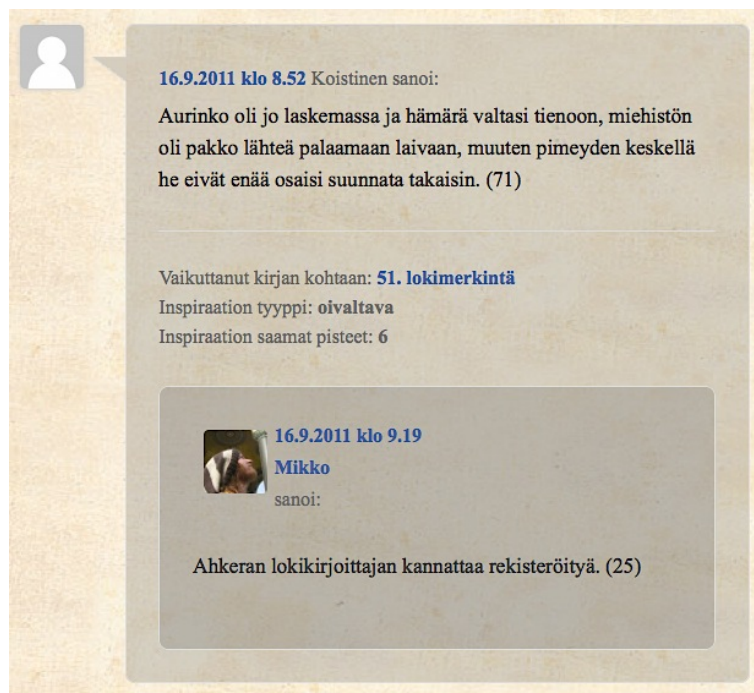 16.9.2011 klo 8.52 Koistinen sanoi:
Aurinko oli jo laskemassa ja hämärä valtasi tienoon, miehistön
oli pakko lähteä palaamaan laivaan, muuten pimeyden keskellä
he eivät enää osaisi suunnata takaisin. (71)
Vaikuttanut kirjan kohtaan: 51. lokimerkintä
Inspiraation tyyppi: oivaltava
Inspiraation saamat pisteet: 6
16.9.2011 klo 9.19
Mikko
sanoi:
Ahkeran lokikirjoittajan kannattaa rekisteröityä. (25)